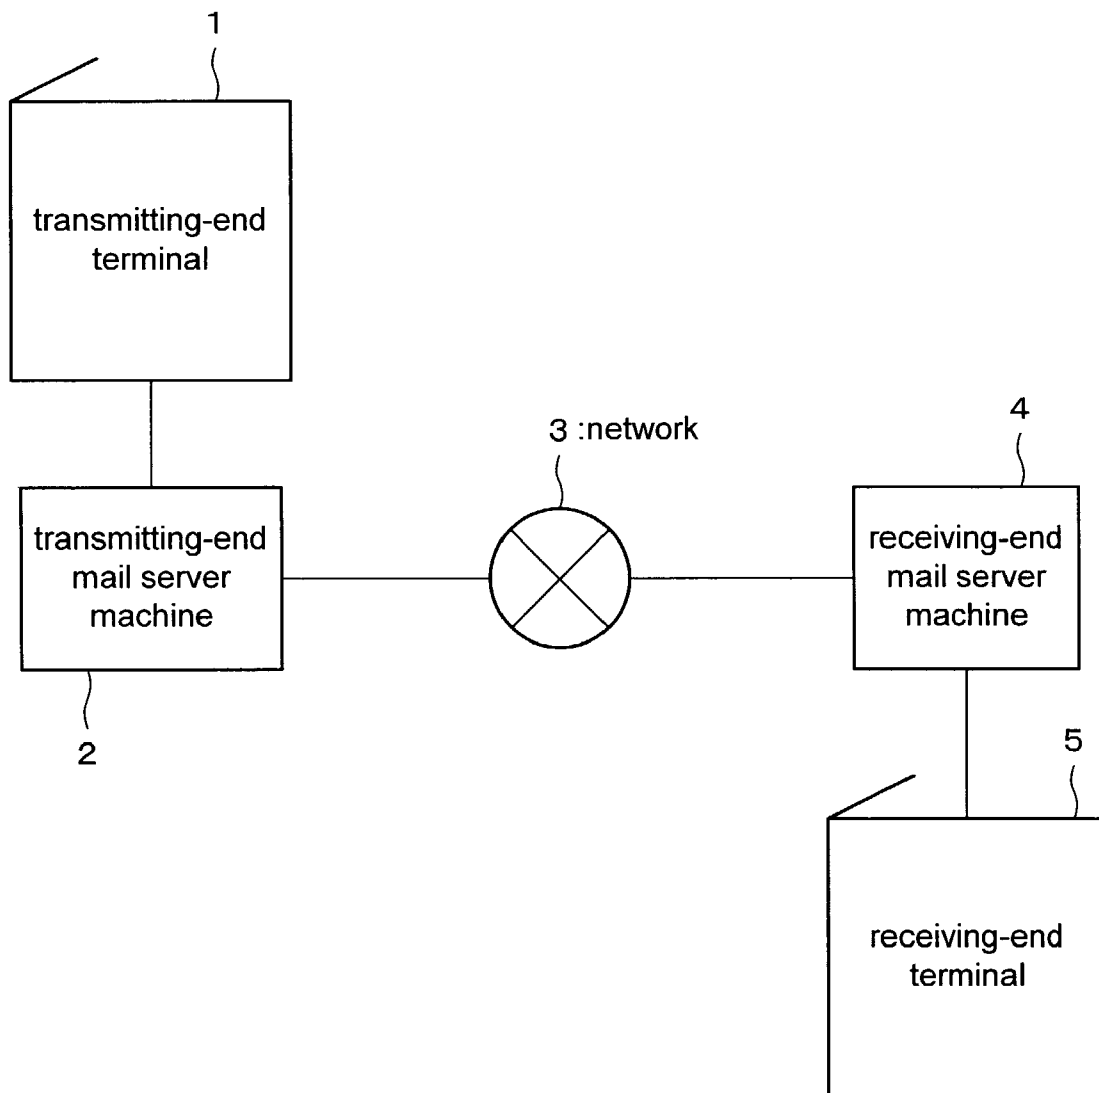 1
transmitting-end
terminal
3 :network
4
transmitting-end
mail server
machine
receiving-end
mail server
machine
2
5
receiving-end
terminal